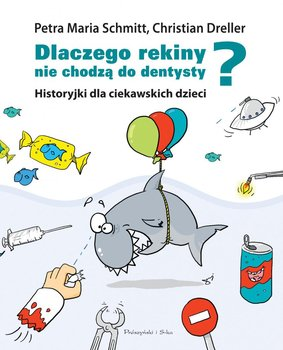 Petra Maria Schmitt, Christian Dreller
Dlaczego rekiny
nie chodzą do dentysty ?
Historyjki dla ciekawskich dzieci
Prószyński i S-ka